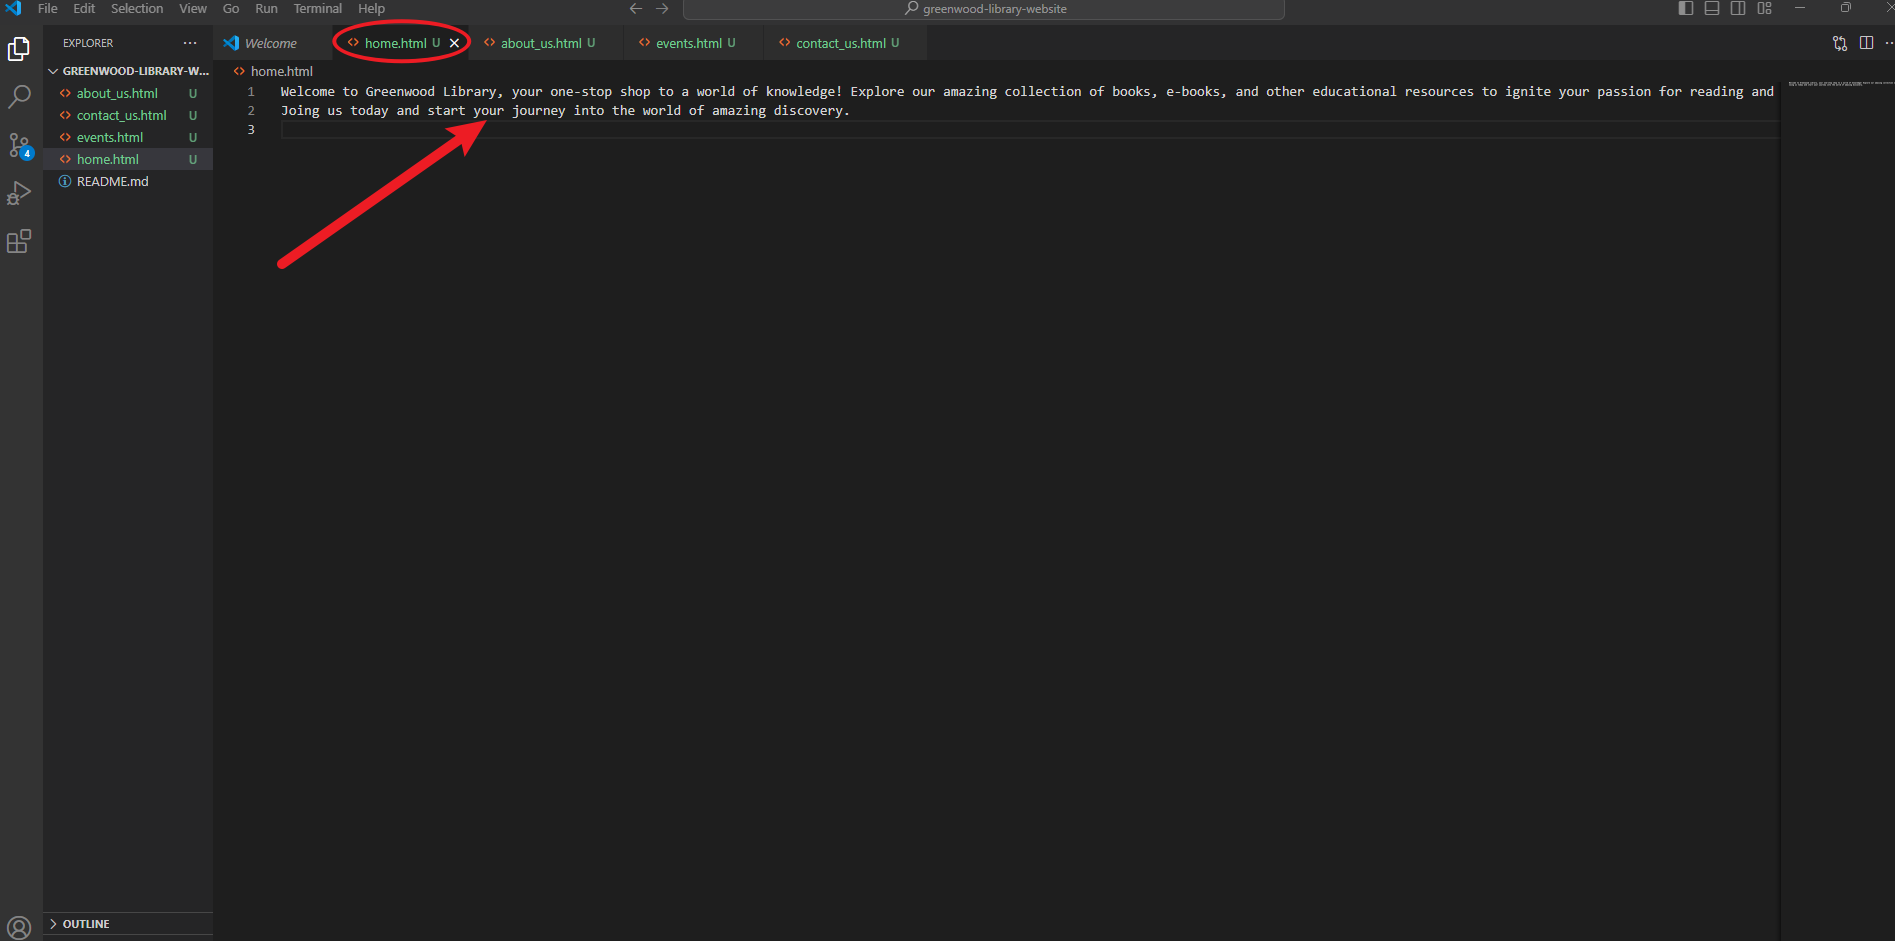 File Edit Selection View Go Run Terminal Help greenwood-library-website
EXPLORER Welcome home.html U about_us.html U events.html U contact_us.html U
GREENWOOD-LIBRARY-W... home.html
about_us.html U
contact_us.html U
events.html U
home.html U
README.md
4
1 Welcome to Greenwood Library, your one-stop shop to a world of knowledge! Explore our amazing collection of books, e-books, and other educational resources to ignite your passion for reading and
2 Joing us today and start your journey into the world of amazing discovery.
3
OUTLINE